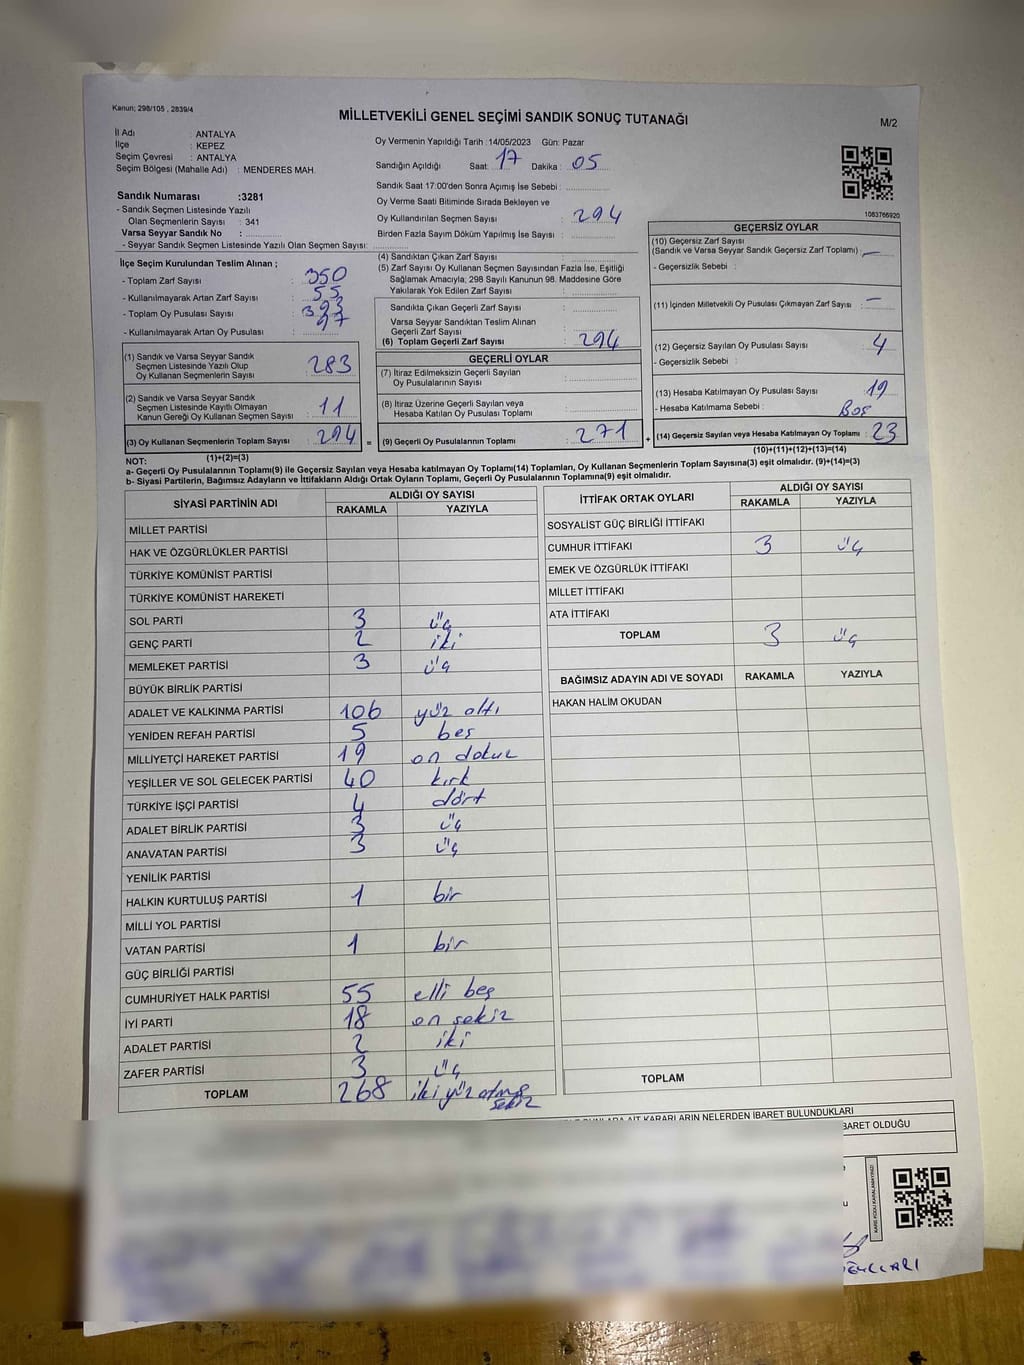 Kanun; 298/105 , 2839/4
MİLLETVEKİLİ GENEL SEÇİMİ SANDIK SONUÇ TUTANAĞI
M/2
İl Adı : ANTALYA
İlçe : KEPEZ
Seçim Çevresi : ANTALYA
Seçim Bölgesi (Mahalle Adı) : MENDERES MAH.
Oy Vermenin Yapıldığı Tarih :14/05/2023 Gün: Pazar
Sandığın Açıldığı Saat: 17 Dakika : 05
Sandık Saat 17:00'den Sonra Açımış İse Sebebi :
Oy Verme Saati Bitiminde Sırada Bekleyen ve
Oy Kullandırılan Seçmen Sayısı : 294
Birden Fazla Sayım Döküm Yapılmış İse Sayısı :
1083766920
Sandık Numarası :3281
- Sandık Seçmen Listesinde Yazılı
Olan Seçmenlerin Sayısı : 341
Varsa Seyyar Sandık No :
- Seyyar Sandık Seçmen Listesinde Yazılı Olan Seçmen Sayısı:
İlçe Seçim Kurulundan Teslim Alınan ;
- Toplam Zarf Sayısı : 350
- Kullanılmayarak Artan Zarf Sayısı : 55
- Toplam Oy Pusulası Sayısı :
- Kullanılmayarak Artan Oy Pusulası :
(1) Sandık ve Varsa Seyyar Sandık
Seçmen Listesinde Yazılı Olup
Oy Kullanan Seçmenlerin Sayısı : 283
(2) Sandık ve Varsa Seyyar Sandık
Seçmen Listesinde Kayıtlı Olmayan
Kanun Gereği Oy Kullanan Seçmen Sayısı : 11
(3) Oy Kullanan Seçmenlerin Toplam Sayısı : 294 =
(1)+(2)=(3)
(4) Sandıktan Çıkan Zarf Sayısı :
(5) Zarf Sayısı Oy Kullanan Seçmen Sayısından Fazla İse, Eşitliği
Sağlamak Amacıyla; 298 Sayılı Kanunun 98. Maddesine Göre
Yakılarak Yok Edilen Zarf Sayısı :
Sandıkta Çıkan Geçerli Zarf Sayısı :
Varsa Seyyar Sandıktan Teslim Alınan
Geçerli Zarf Sayısı :
(6) Toplam Geçerli Zarf Sayısı : 294
GEÇERLİ OYLAR
(7) İtiraz Edilmeksizin Geçerli Sayılan
Oy Pusulalarının Sayısı :
(8) İtiraz Üzerine Geçerli Sayılan veya
Hesaba Katılan Oy Pusulası Toplamı :
(9) Geçerli Oy Pusulalarının Toplamı : 271 +
GEÇERSİZ OYLAR
(10) Geçersiz Zarf Sayısı
(Sandık ve Varsa Seyyar Sandık Geçersiz Zarf Toplamı) : —
- Geçersizlik Sebebi :
(11) İçinden Milletvekili Oy Pusulası Çıkmayan Zarf Sayısı : —
(12) Geçersiz Sayılan Oy Pusulası Sayısı : 4
- Geçersizlik Sebebi :
(13) Hesaba Katılmayan Oy Pusulası Sayısı : 19
- Hesaba Katılmama Sebebi : Boş
(14) Geçersiz Sayılan veya Hesaba Katılmayan Oy Toplamı : 23
(10)+(11)+(12)+(13)=(14)
NOT:
a- Geçerli Oy Pusulalarının Toplamı(9) ile Geçersiz Sayılan veya Hesaba katılmayan Oy Toplamı(14) Toplamları, Oy Kullanan Seçmenlerin Toplam Sayısına(3) eşit olmalıdır. (9)+(14)=(3)
b- Siyasi Partilerin, Bağımsız Adayların ve İttifakların Aldığı Ortak Oyların Toplamı, Geçerli Oy Pusulalarının Toplamına(9) eşit olmalıdır.
SİYASİ PARTİNİN ADI ALDIĞI OY SAYISI
RAKAMLA YAZIYLA
MİLLET PARTİSİ
HAK VE ÖZGÜRLÜKLER PARTİSİ
TÜRKİYE KOMÜNİST PARTİSİ
TÜRKİYE KOMÜNİST HAREKETİ
SOL PARTİ 3 üç
GENÇ PARTİ 2 iki
MEMLEKET PARTİSİ 3 üç
BÜYÜK BİRLİK PARTİSİ
ADALET VE KALKINMA PARTİSİ 106 yüz altı
YENİDEN REFAH PARTİSİ 5 beş
MİLLİYETÇİ HAREKET PARTİSİ 19 on dokuz
YEŞİLLER VE SOL GELECEK PARTİSİ 40 kırk
TÜRKİYE İŞÇİ PARTİSİ 4 dört
ADALET BİRLİK PARTİSİ 3 üç
ANAVATAN PARTİSİ 3 üç
YENİLİK PARTİSİ
HALKIN KURTULUŞ PARTİSİ 1 bir
MİLLİ YOL PARTİSİ
VATAN PARTİSİ 1 bir
GÜÇ BİRLİĞİ PARTİSİ
CUMHURİYET HALK PARTİSİ 55 elli beş
İYİ PARTİ 18 on sekiz
ADALET PARTİSİ 2 iki
ZAFER PARTİSİ 3 üç
TOPLAM 268 iki yüz atmış sekiz
İTTİFAK ORTAK OYLARI ALDIĞI OY SAYISI
RAKAMLA YAZIYLA
SOSYALİST GÜÇ BİRLİĞİ İTTİFAKI
CUMHUR İTTİFAKI 3 üç
EMEK VE ÖZGÜRLÜK İTTİFAKI
MİLLET İTTİFAKI
ATA İTTİFAKI
TOPLAM 3 üç
BAĞIMSIZ ADAYIN ADI VE SOYADI RAKAMLA YAZIYLA
HAKAN HALİM OKUDAN
TOPLAM
AİT KARARLARIN NELERDEN İBARET BULUNDUKLARI
BARET OLDUĞU